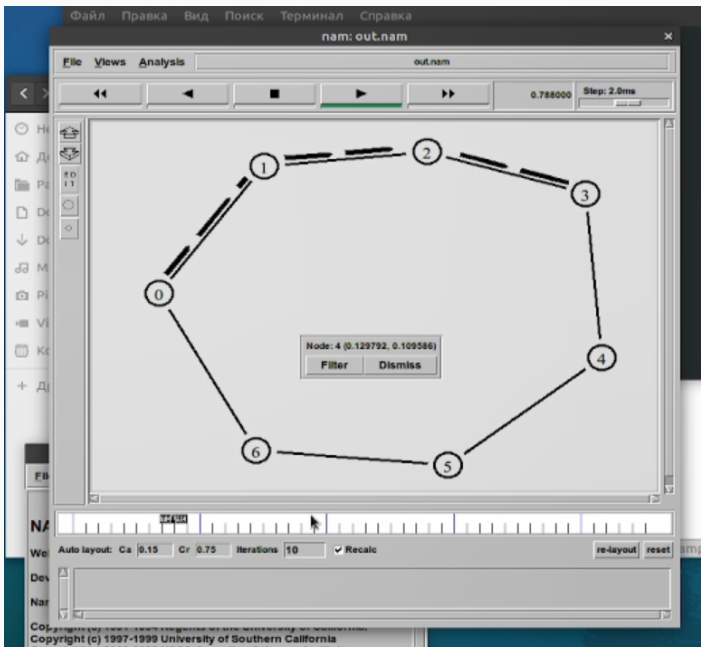 Файл Правка Вид Поиск Терминал Справка
nam: out.nam ×
File Views Analysis out.nam
0.788000 Step: 2.0ms
E D
I T
1
2
3
0
4
6
5
Node: 4 (0.129792, 0.109586)
Filter Dismiss
TIME
Auto layout: Ca 0.15 Cr 0.75 Iterations 10 Recalc re-layout reset
Copyright (c) 1997-1999 University of Southern California